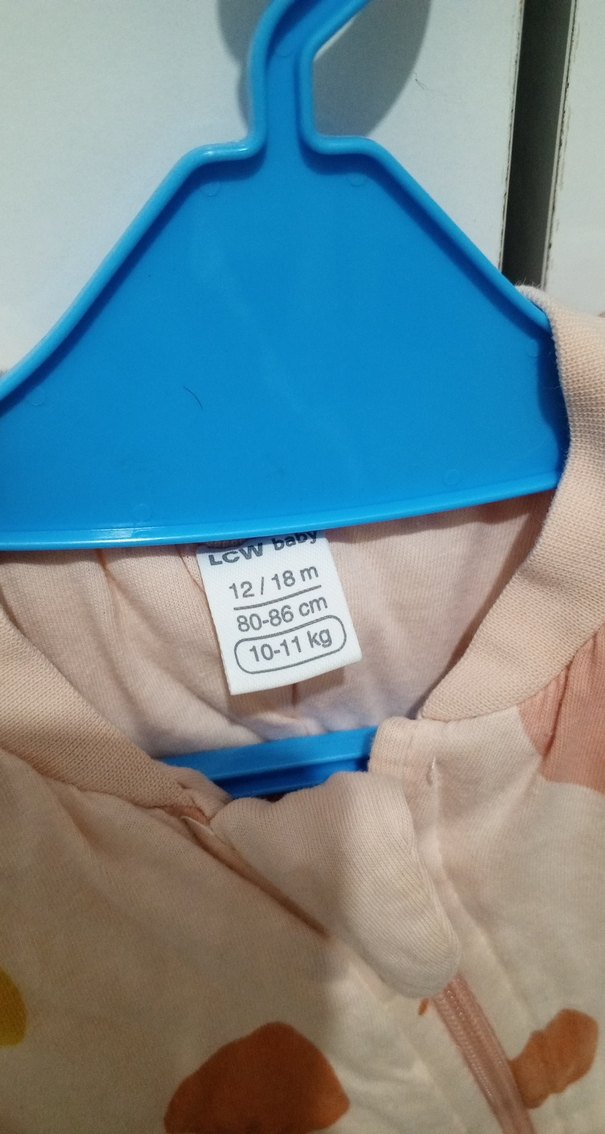 LCW baby
12 / 18 m
80-86 cm
10-11 kg